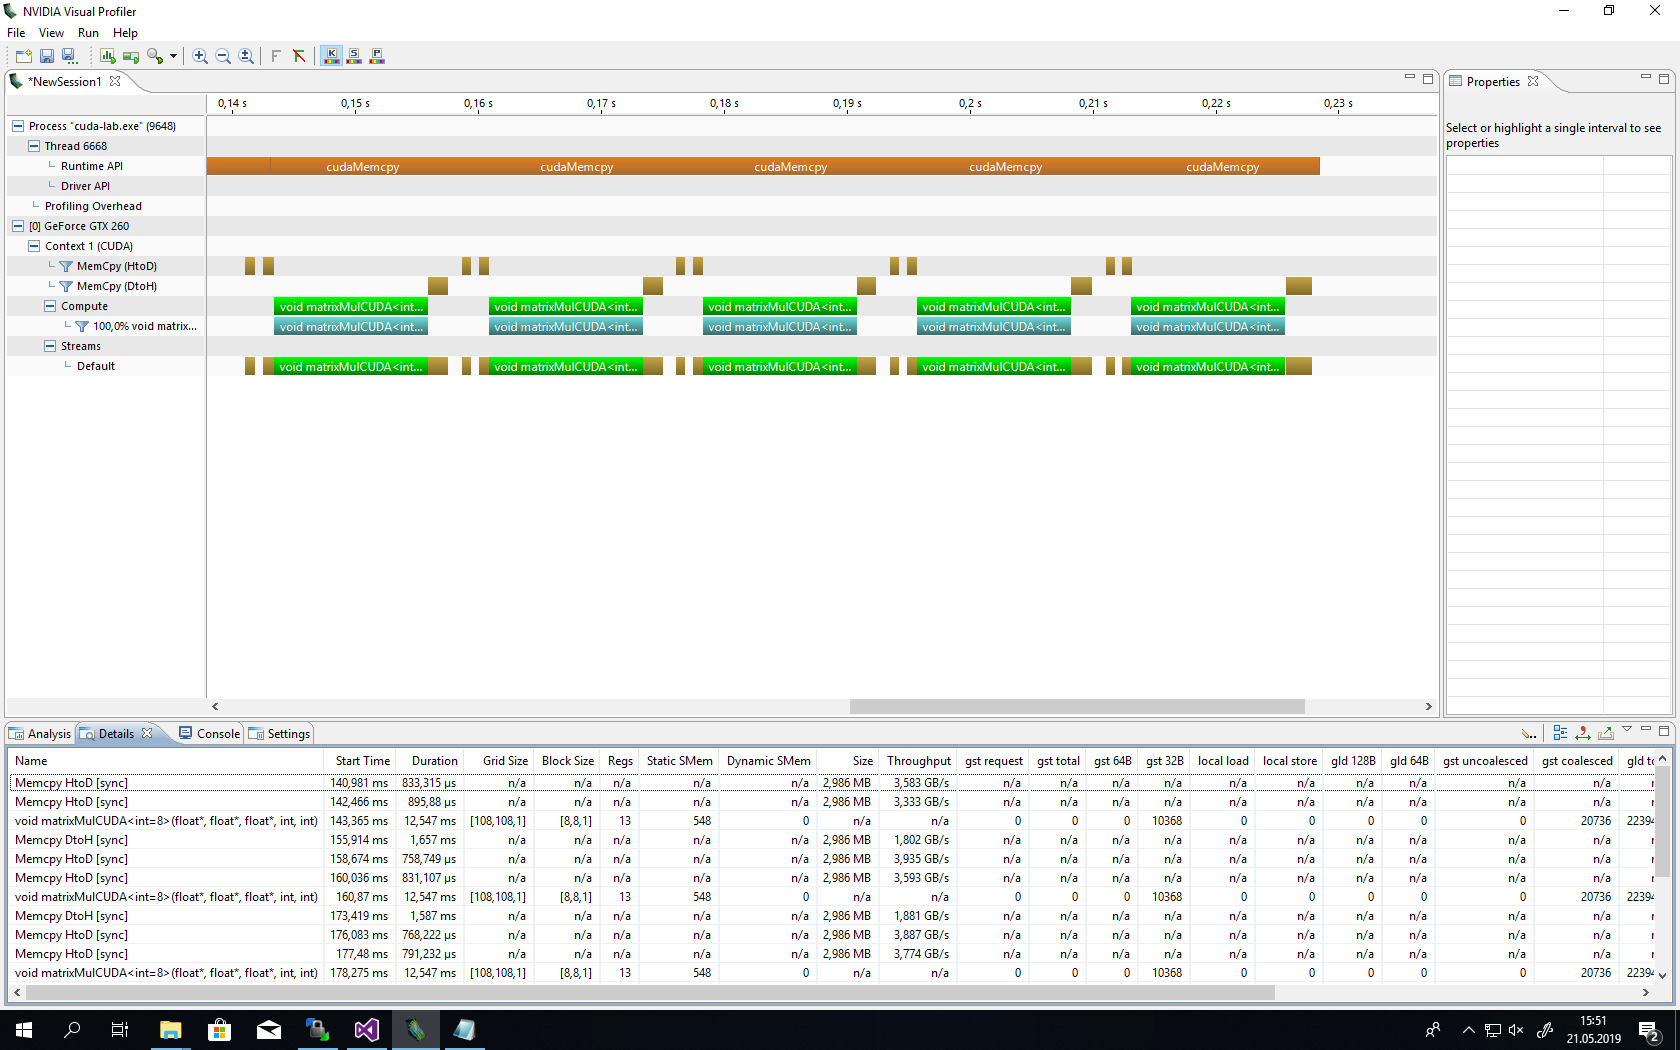 NVIDIA Visual Profiler
File View Run Help
*NewSession1
Properties
0,14 s 0,15 s 0,16 s 0,17 s 0,18 s 0,19 s 0,2 s 0,21 s 0,22 s 0,23 s
Process "cuda-lab.exe" (9648)
Thread 6668
Runtime API
cudaMemcpy cudaMemcpy cudaMemcpy cudaMemcpy cudaMemcpy
Driver API
Profiling Overhead
[0] GeForce GTX 260
Context 1 (CUDA)
MemCpy (HtoD)
MemCpy (DtoH)
Compute
void matrixMulCUDA<int... void matrixMulCUDA<int... void matrixMulCUDA<int... void matrixMulCUDA<int... void matrixMulCUDA<int...
100,0% void matrix...
void matrixMulCUDA<int... void matrixMulCUDA<int... void matrixMulCUDA<int... void matrixMulCUDA<int... void matrixMulCUDA<int...
Streams
Default
void matrixMulCUDA<int... void matrixMulCUDA<int... void matrixMulCUDA<int... void matrixMulCUDA<int... void matrixMulCUDA<int...
Select or highlight a single interval to see
properties
Analysis Details Console Settings
Name Start Time Duration Grid Size Block Size Regs Static SMem Dynamic SMem Size Throughput gst request gst total gst 64B gst 32B local load local store gld 128B gld 64B gst uncoalesced gst coalesced gld to
Memcpy HtoD [sync] 140,981 ms 833,315 µs n/a n/a n/a n/a n/a 2,986 MB 3,583 GB/s n/a n/a n/a n/a n/a n/a n/a n/a n/a n/a
Memcpy HtoD [sync] 142,466 ms 895,88 µs n/a n/a n/a n/a n/a 2,986 MB 3,333 GB/s n/a n/a n/a n/a n/a n/a n/a n/a n/a n/a
void matrixMulCUDA<int=8>(float*, float*, float*, int, int) 143,365 ms 12,547 ms [108,108,1] [8,8,1] 13 548 0 n/a n/a 0 0 0 10368 0 0 0 0 0 20736 22394
Memcpy DtoH [sync] 155,914 ms 1,657 ms n/a n/a n/a n/a n/a 2,986 MB 1,802 GB/s n/a n/a n/a n/a n/a n/a n/a n/a n/a n/a
Memcpy HtoD [sync] 158,674 ms 758,749 µs n/a n/a n/a n/a n/a 2,986 MB 3,935 GB/s n/a n/a n/a n/a n/a n/a n/a n/a n/a n/a
Memcpy HtoD [sync] 160,036 ms 831,107 µs n/a n/a n/a n/a n/a 2,986 MB 3,593 GB/s n/a n/a n/a n/a n/a n/a n/a n/a n/a n/a
void matrixMulCUDA<int=8>(float*, float*, float*, int, int) 160,87 ms 12,547 ms [108,108,1] [8,8,1] 13 548 0 n/a n/a 0 0 0 10368 0 0 0 0 0 20736 22394
Memcpy DtoH [sync] 173,419 ms 1,587 ms n/a n/a n/a n/a n/a 2,986 MB 1,881 GB/s n/a n/a n/a n/a n/a n/a n/a n/a n/a n/a
Memcpy HtoD [sync] 176,083 ms 768,222 µs n/a n/a n/a n/a n/a 2,986 MB 3,887 GB/s n/a n/a n/a n/a n/a n/a n/a n/a n/a n/a
Memcpy HtoD [sync] 177,48 ms 791,232 µs n/a n/a n/a n/a n/a 2,986 MB 3,774 GB/s n/a n/a n/a n/a n/a n/a n/a n/a n/a n/a
void matrixMulCUDA<int=8>(float*, float*, float*, int, int) 178,275 ms 12,547 ms [108,108,1] [8,8,1] 13 548 0 n/a n/a 0 0 0 10368 0 0 0 0 0 20736 22394
15:51
21.05.2019
2